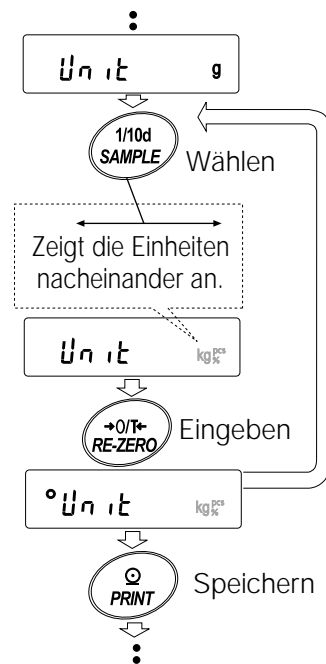 Unit g
1/10d
SAMPLE
Wählen
Zeigt die Einheiten
nacheinander an.
Unit kg pcs %
→0/T←
RE-ZERO
Eingeben
°Unit kg pcs %
PRINT
Speichern